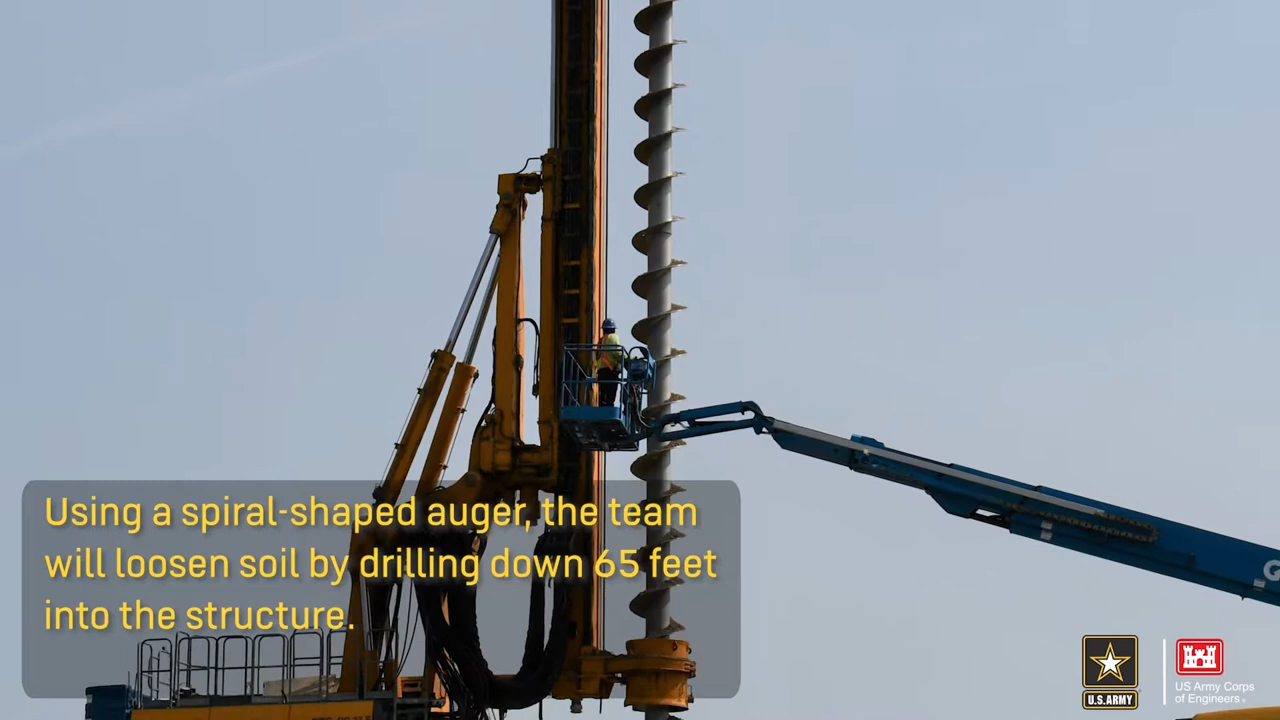 Using a spiral-shaped auger, the team
will loosen soil by drilling down 65 feet
into the structure.
U.S.ARMY
US Army Corps
of Engineers